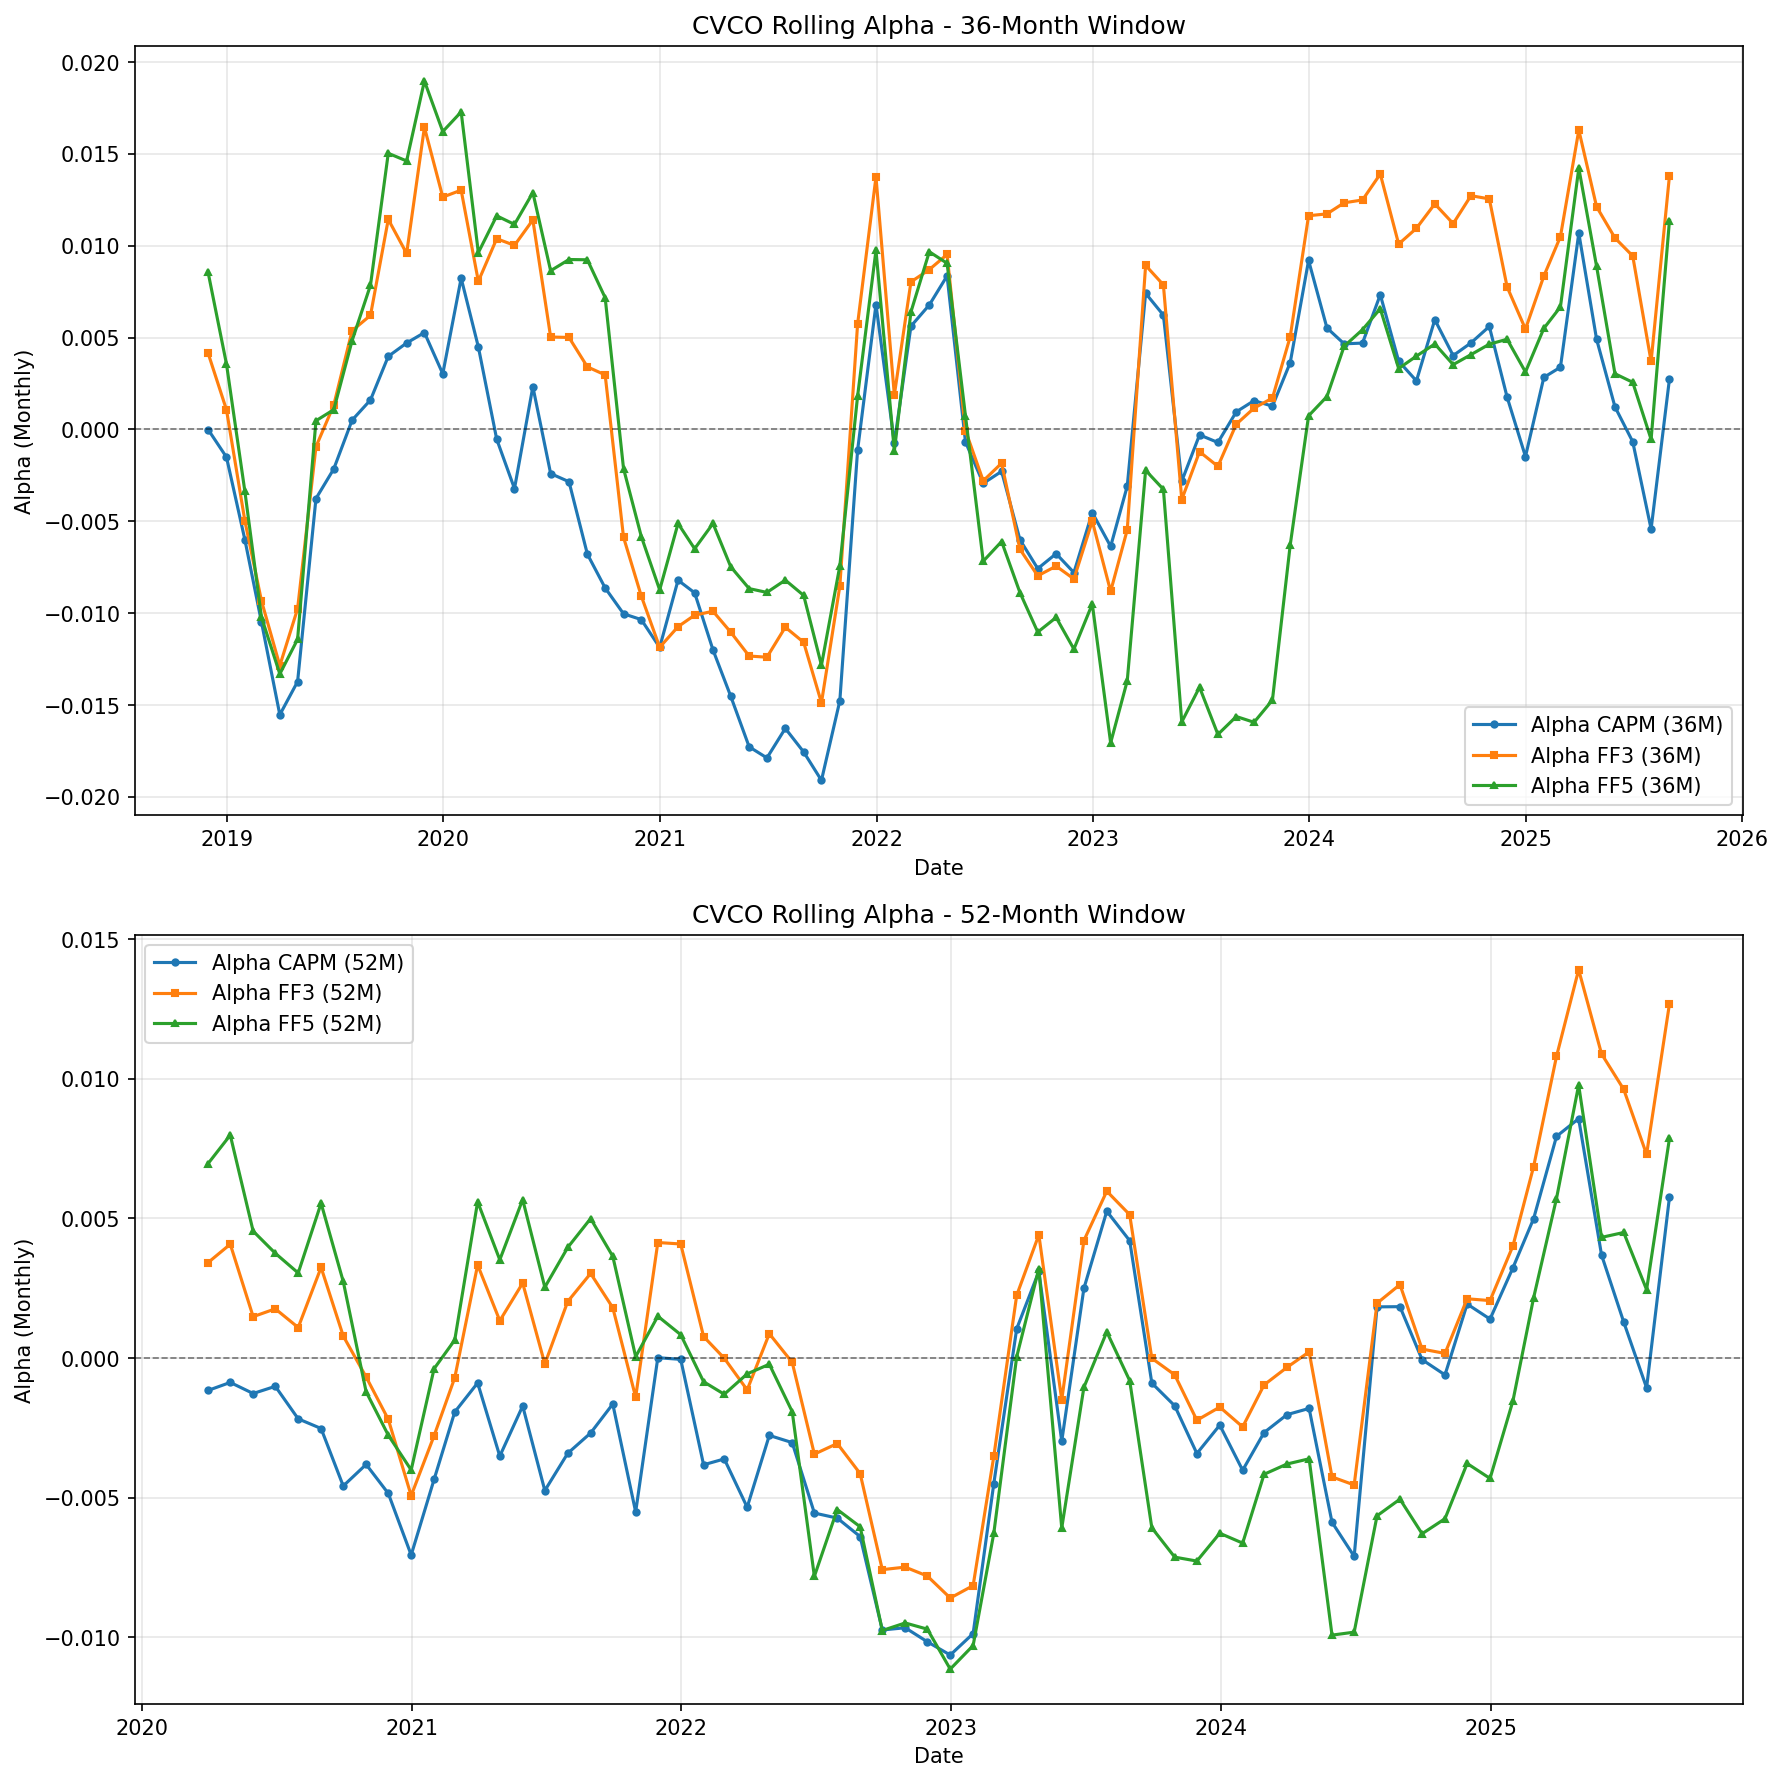 CVCO Rolling Alpha - 36-Month Window
0.020
0.015
0.010
0.005
0.000
−0.005
−0.010
−0.015
−0.020
Alpha (Monthly)
Alpha CAPM (36M)
Alpha FF3 (36M)
Alpha FF5 (36M)
2019 2020 2021 2022 2023 2024 2025 2026
Date
CVCO Rolling Alpha - 52-Month Window
0.015
0.010
0.005
0.000
−0.005
−0.010
Alpha (Monthly)
Alpha CAPM (52M)
Alpha FF3 (52M)
Alpha FF5 (52M)
2020 2021 2022 2023 2024 2025
Date